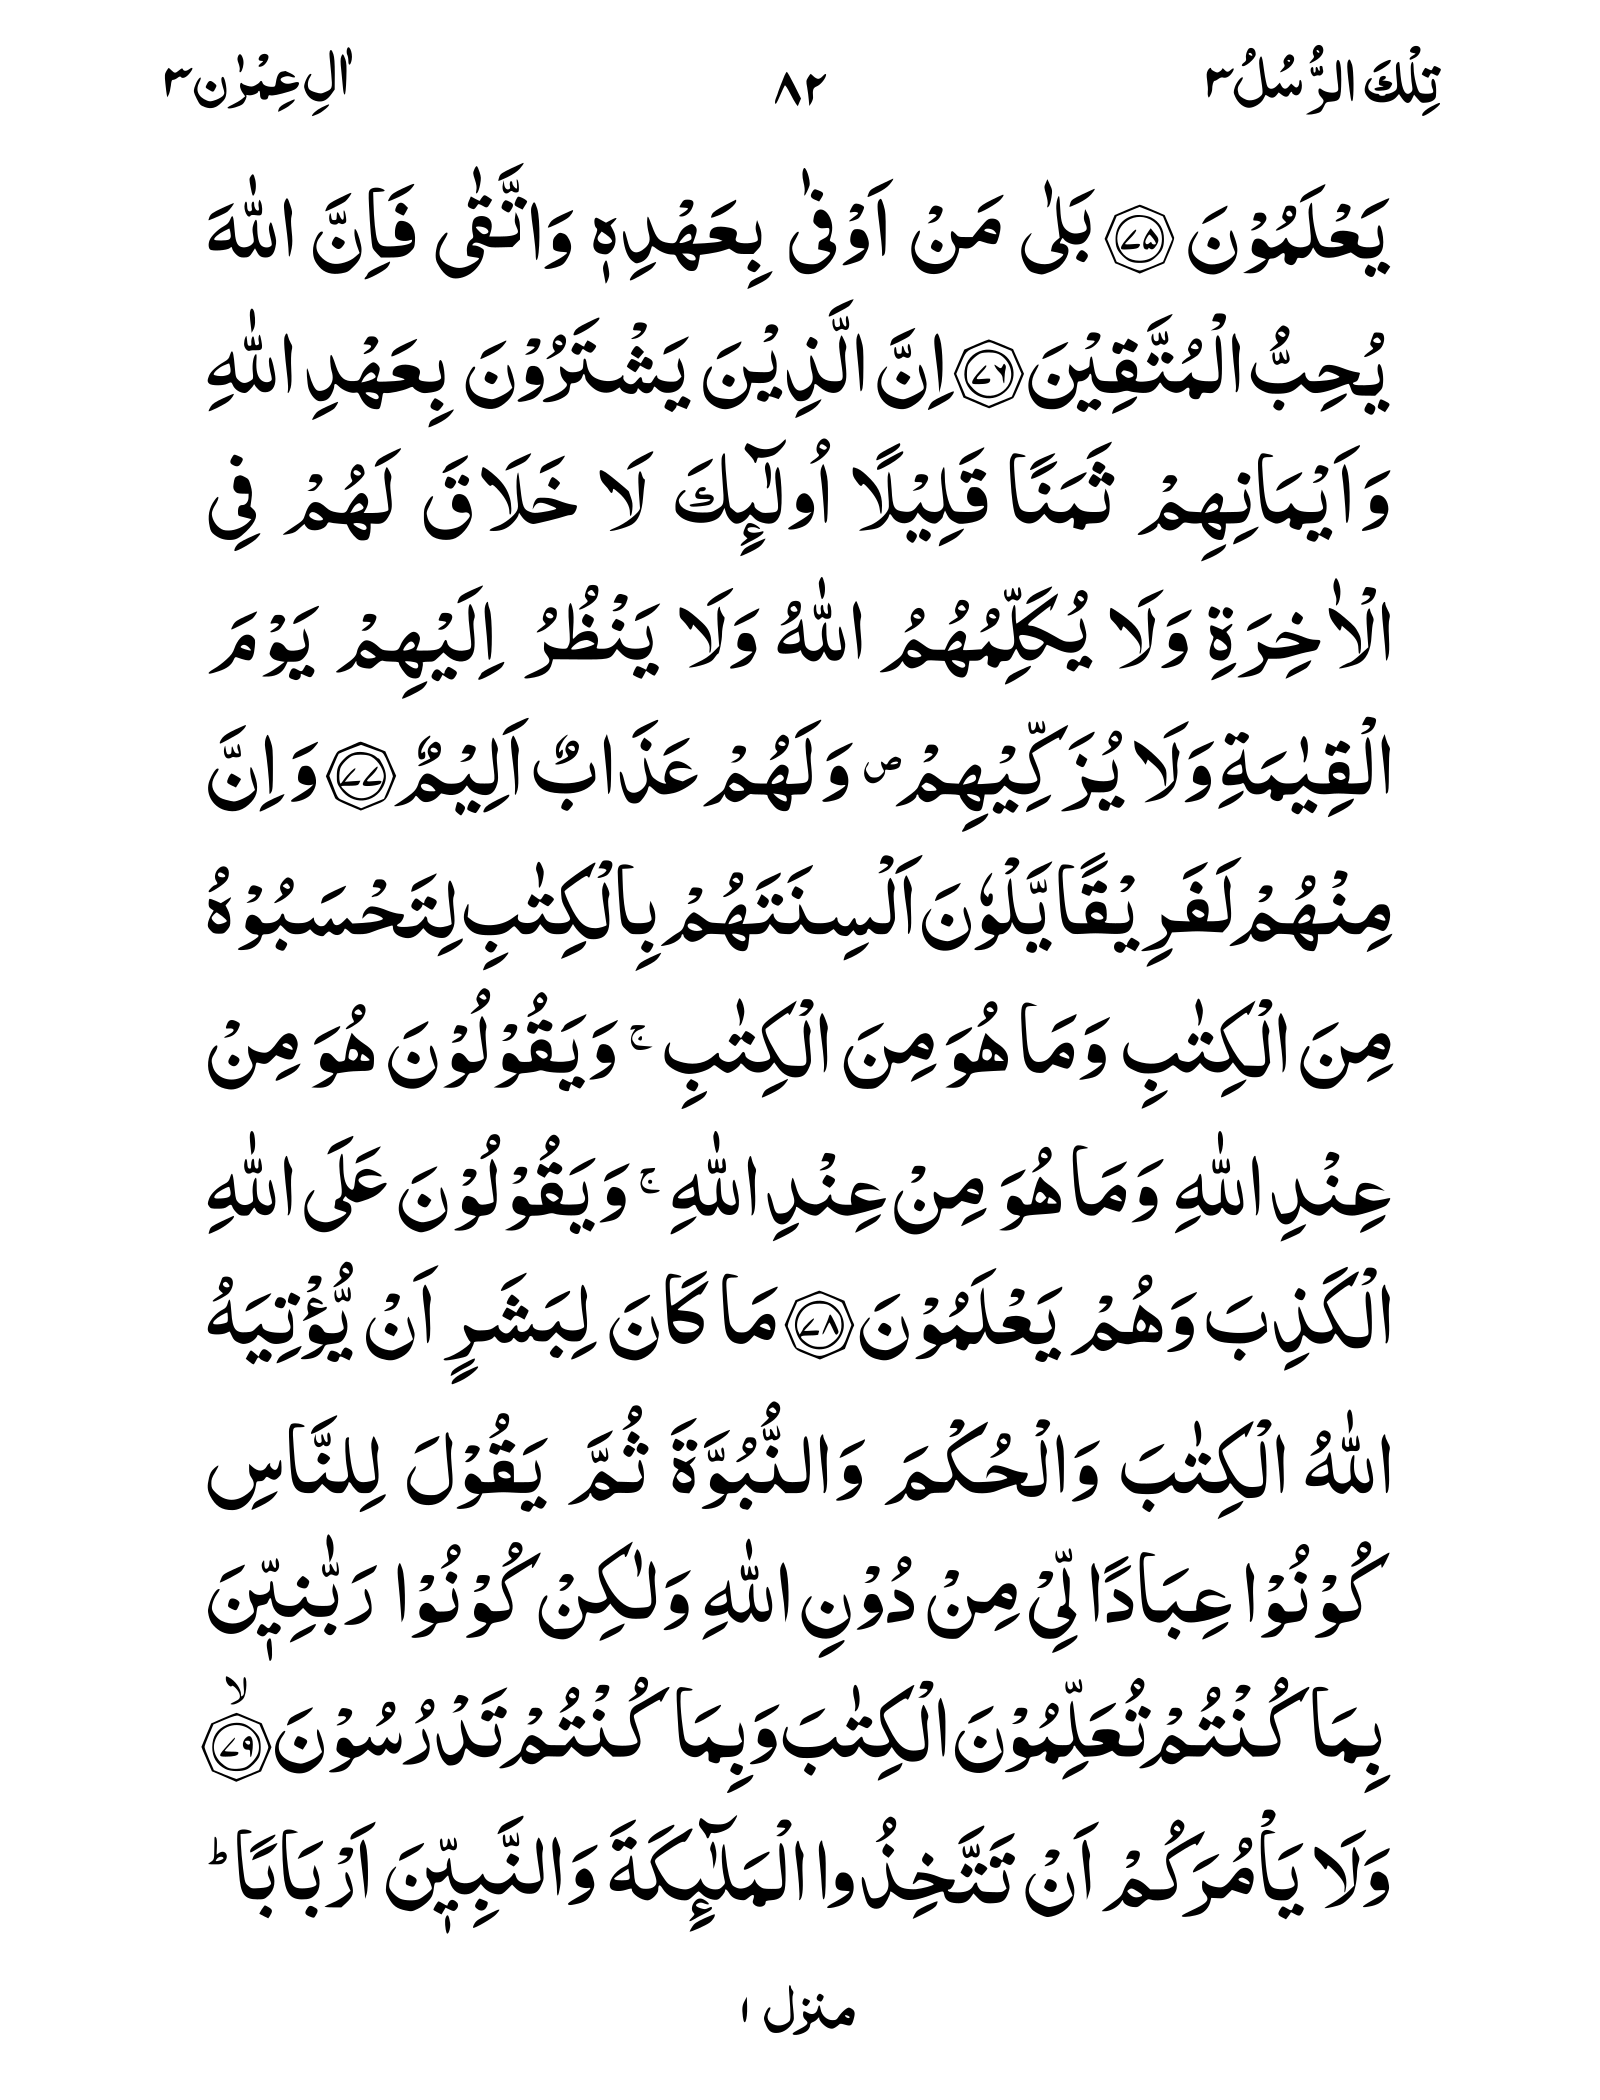 تِلْكَ الرُّسُلُ ٣ ٨٢ اٰلِ عِمْرٰن ٣
يَعْلَمُوْنَ ۝٧٥ بَلٰى مَنْ اَوْفٰى بِعَهْدِهٖ وَاتَّقٰى فَاِنَّ اللّٰهَ
يُحِبُّ الْمُتَّقِيْنَ ۝٧٦ اِنَّ الَّذِيْنَ يَشْتَرُوْنَ بِعَهْدِ اللّٰهِ
وَاَيْمَانِهِمْ ثَمَنًا قَلِيْلًا اُولٰٓئِكَ لَا خَلَاقَ لَهُمْ فِى
الْاٰخِرَةِ وَلَا يُكَلِّمُهُمُ اللّٰهُ وَلَا يَنْظُرُ اِلَيْهِمْ يَوْمَ
الْقِيٰمَةِ وَلَا يُزَكِّيْهِمْ ۪ وَلَهُمْ عَذَابٌ اَلِيْمٌ ۝٧٧ وَاِنَّ
مِنْهُمْ لَفَرِيْقًا يَّلْوٗنَ اَلْسِنَتَهُمْ بِالْكِتٰبِ لِتَحْسَبُوْهُ
مِنَ الْكِتٰبِ وَمَا هُوَ مِنَ الْكِتٰبِ ۚ وَيَقُوْلُوْنَ هُوَ مِنْ
عِنْدِ اللّٰهِ وَمَا هُوَ مِنْ عِنْدِ اللّٰهِ ۚ وَيَقُوْلُوْنَ عَلَى اللّٰهِ
الْكَذِبَ وَهُمْ يَعْلَمُوْنَ ۝٧٨ مَا كَانَ لِبَشَرٍ اَنْ يُّؤْتِيَهُ
اللّٰهُ الْكِتٰبَ وَالْحُكْمَ وَالنُّبُوَّةَ ثُمَّ يَقُوْلَ لِلنَّاسِ
كُوْنُوْا عِبَادًا لِّىْ مِنْ دُوْنِ اللّٰهِ وَلٰكِنْ كُوْنُوْا رَبّٰنِيّٖنَ
بِمَا كُنْتُمْ تُعَلِّمُوْنَ الْكِتٰبَ وَبِمَا كُنْتُمْ تَدْرُسُوْنَ ۙ۝٧٩
وَلَا يَاْمُرَكُمْ اَنْ تَتَّخِذُوا الْمَلٰٓئِكَةَ وَالنَّبِيّٖنَ اَرْبَابًا ؕ
منزل ١